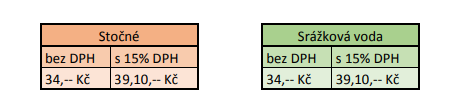 Stočné
bez DPH s 15% DPH
34,-- Kč 39,10,-- Kč
Srážková voda
bez DPH s 15% DPH
34,-- Kč 39,10,-- Kč